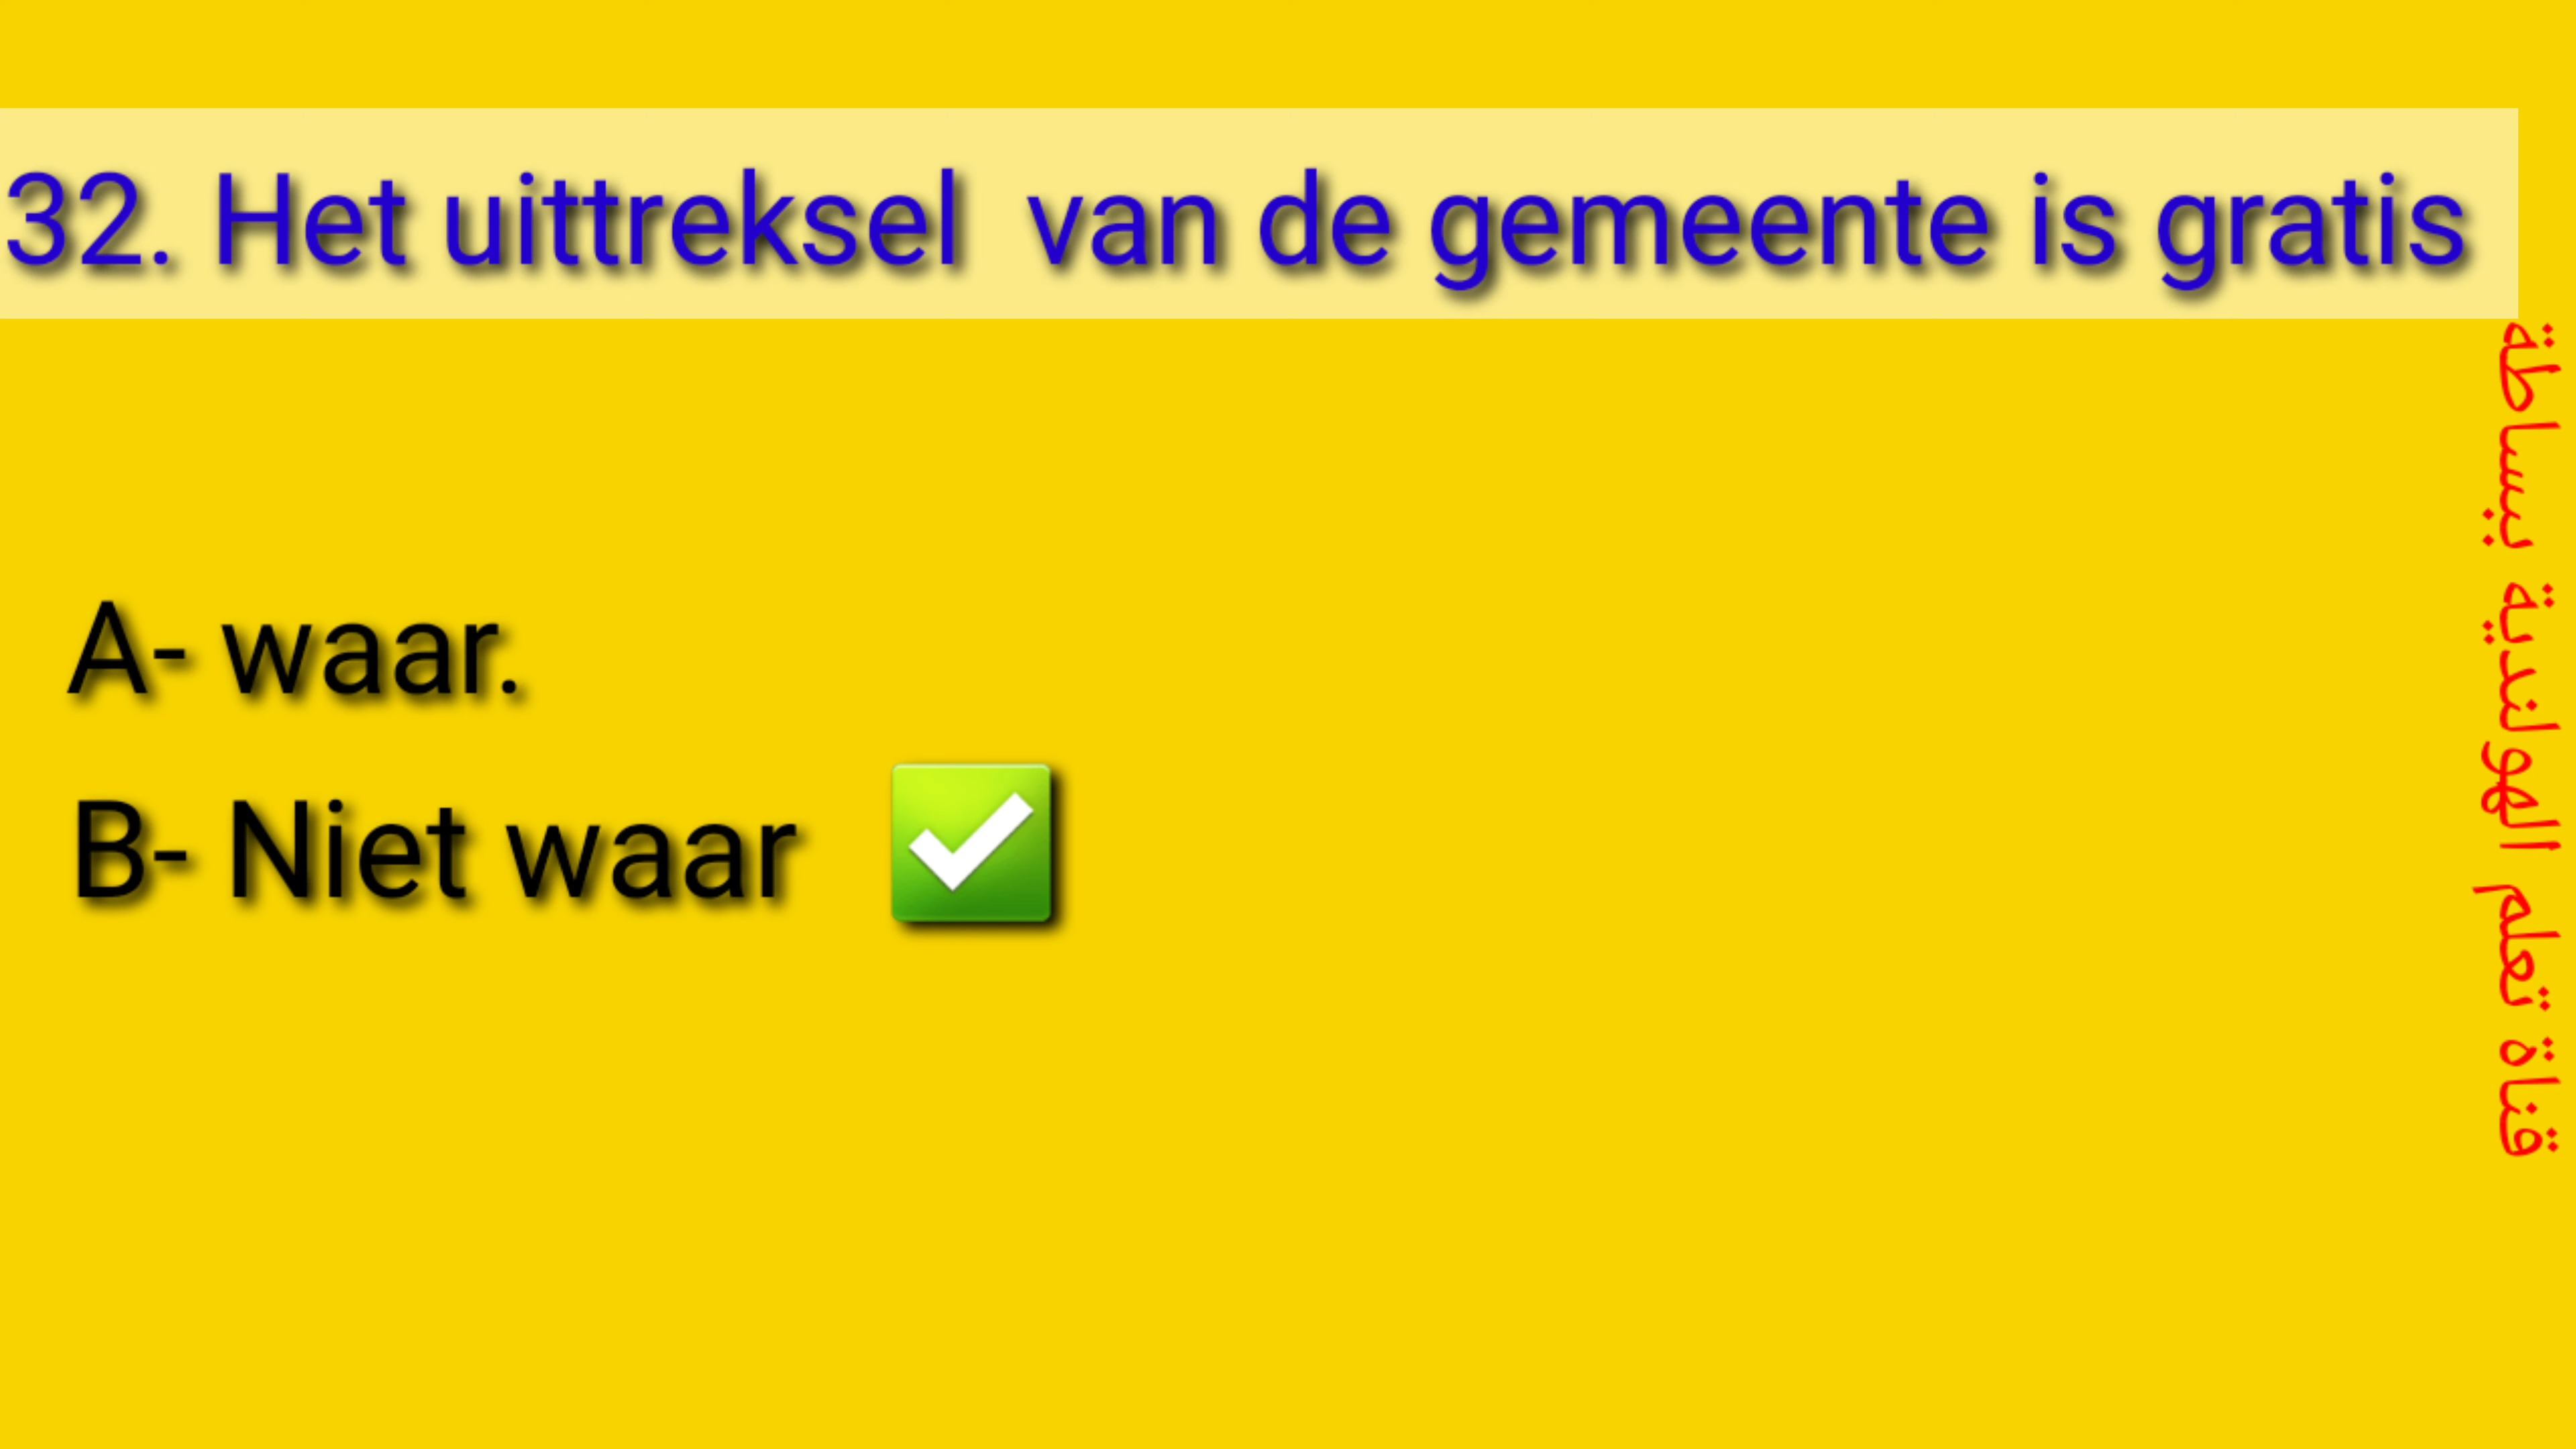 32. Het uittreksel van de gemeente is gratis
A- waar.
B- Niet waar ✅
قناة تعلم الهولندية ببساطة